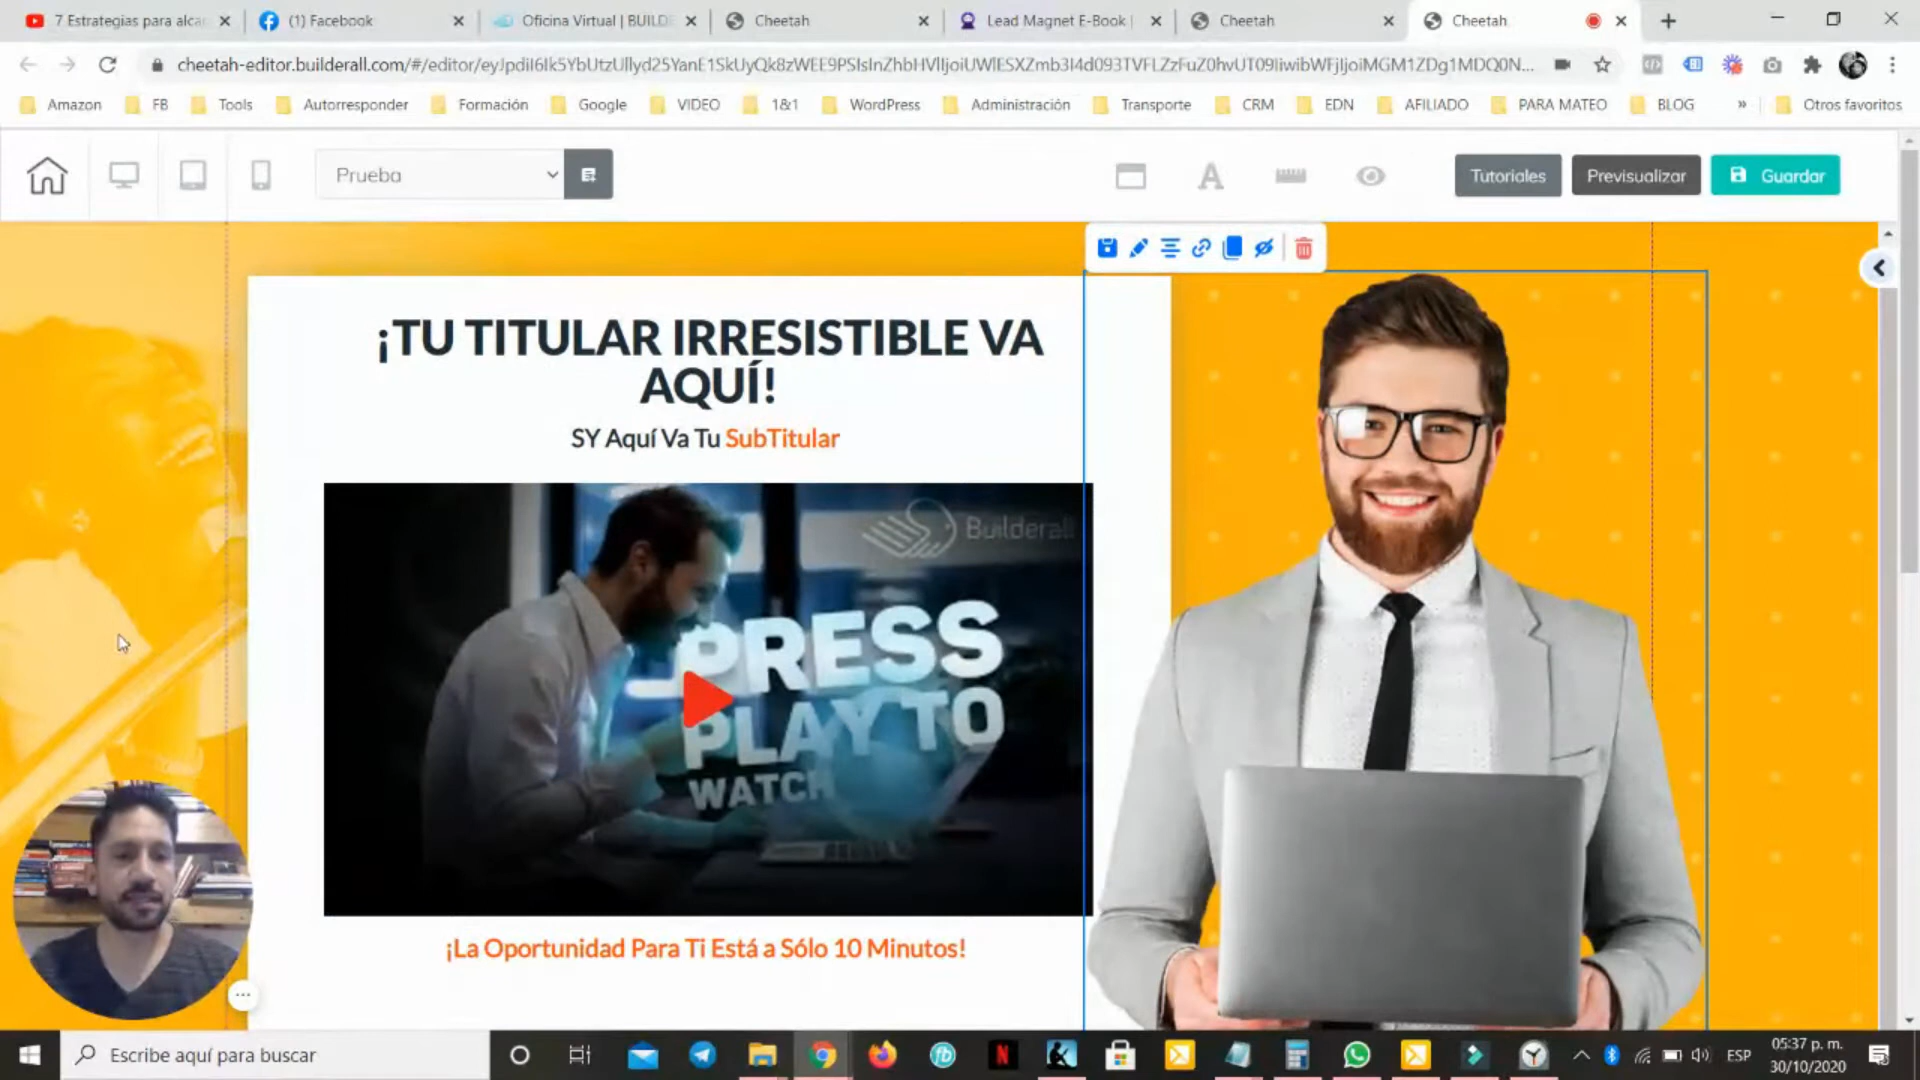 7 Estrategias para alca
(1) Facebook
Oficina Virtual | BUILDE
Cheetah
Lead Magnet E-Book |
Cheetah
Cheetah
Amazon
FB
Tools
Autorresponder
Formación
Google
VIDEO
1&1
WordPress
Administración
Transporte
CRM
EDN
AFILIADO
PARA MATEO
BLOG
»
Otros favoritos
Prueba
Tutoriales
Previsualizar
Guardar
¡TU TITULAR IRRESISTIBLE VA
AQUÍ!
SY Aquí Va Tu SubTitular
Builderall
PRESS
PLAY TO
WATCH
¡La Oportunidad Para Ti Está a Sólo 10 Minutos!
Escribe aquí para buscar
ESP
05:37 p. m.
30/10/2020